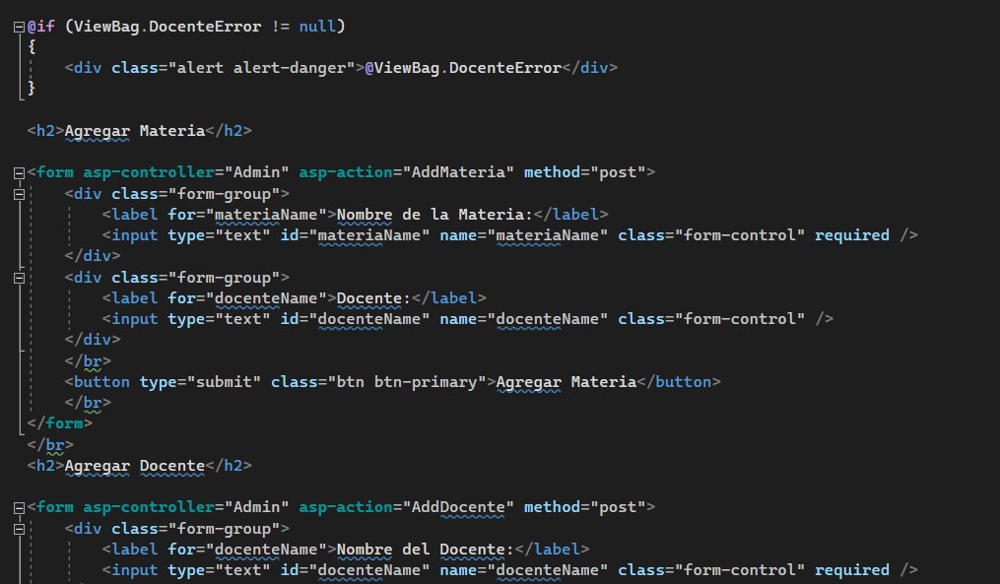 @if (ViewBag.DocenteError != null)
{
    <div class="alert alert-danger">@ViewBag.DocenteError</div>
}
<h2>Agregar Materia</h2>
<form asp-controller="Admin" asp-action="AddMateria" method="post">
    <div class="form-group">
        <label for="materiaName">Nombre de la Materia:</label>
        <input type="text" id="materiaName" name="materiaName" class="form-control" required />
    </div>
    <div class="form-group">
        <label for="docenteName">Docente:</label>
        <input type="text" id="docenteName" name="docenteName" class="form-control" />
    </div>
    </br>
    <button type="submit" class="btn btn-primary">Agregar Materia</button>
    </br>
</form>
</br>
<h2>Agregar Docente</h2>
<form asp-controller="Admin" asp-action="AddDocente" method="post">
    <div class="form-group">
        <label for="docenteName">Nombre del Docente:</label>
        <input type="text" id="docenteName" name="docenteName" class="form-control" required />